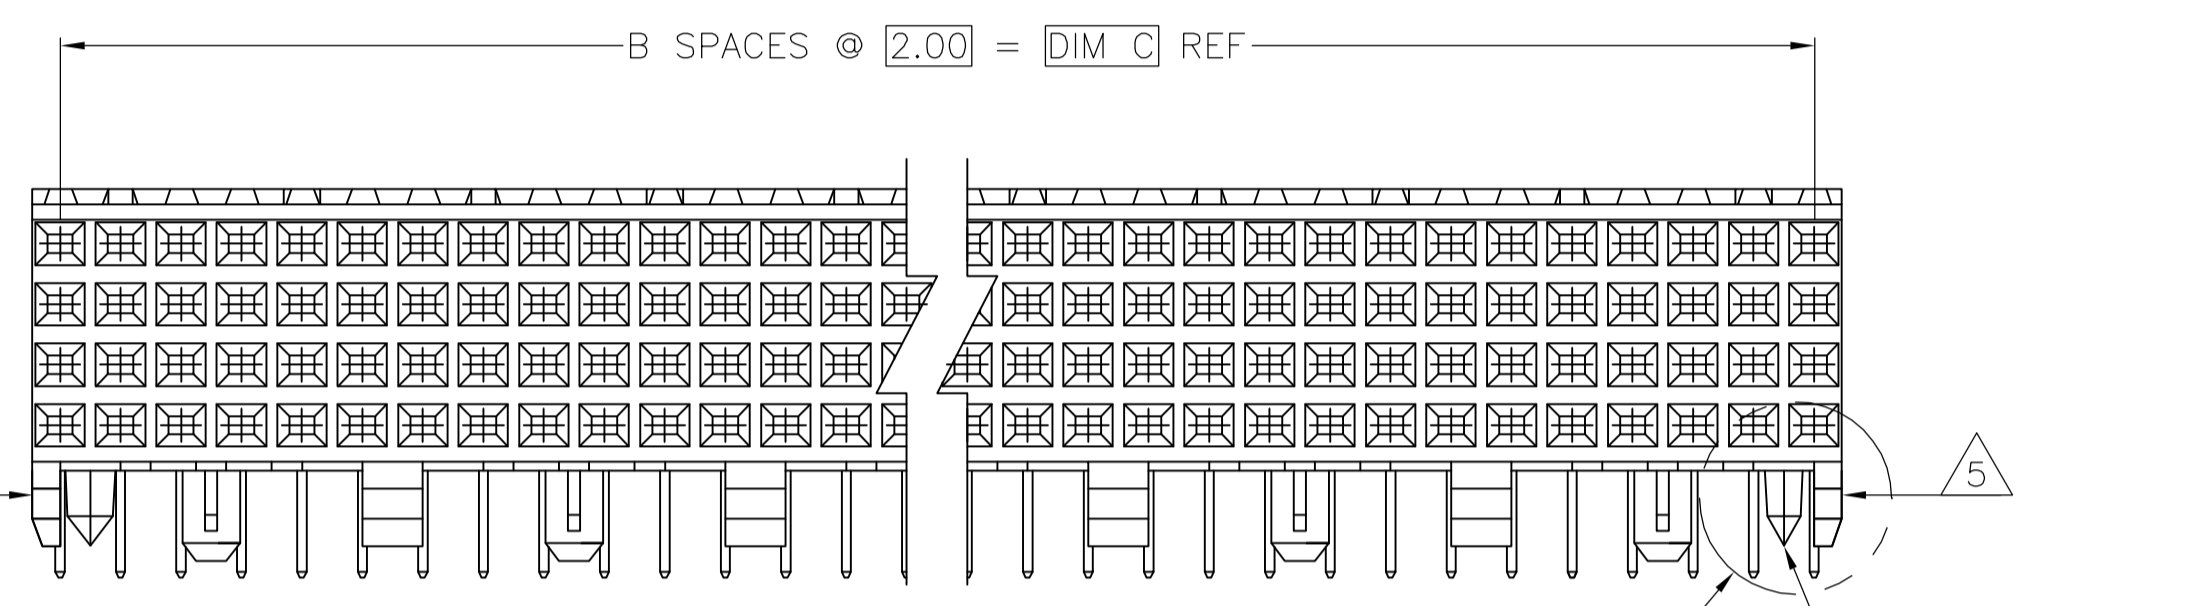 B SPACES @ 2.00 = DIM C REF
5